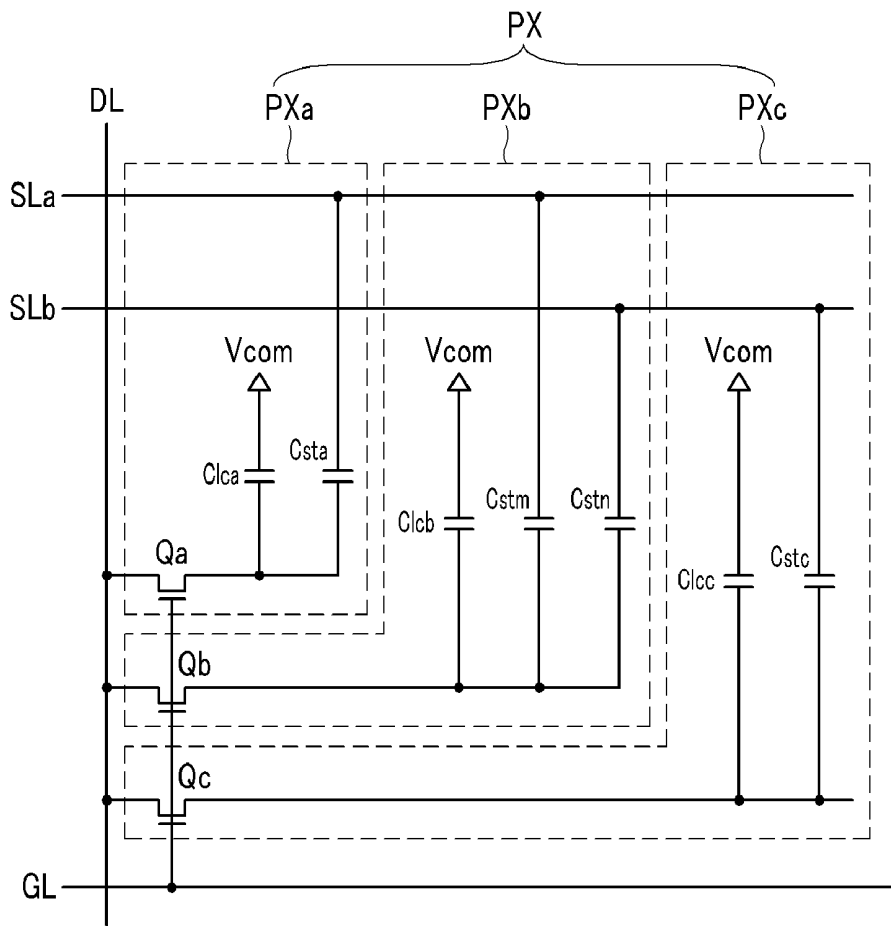 PX
DL
PXa
PXb
PXc
SLa
SLb
Vcom
Vcom
Vcom
Clca
Csta
Clcb
Cstm
Cstn
Clcc
Cstc
Qa
Qb
Qc
GL